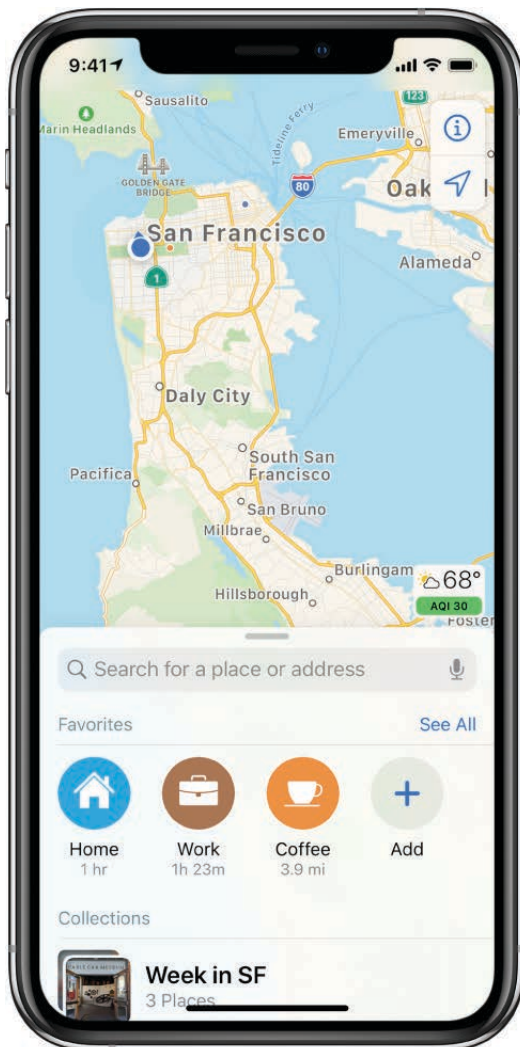 9:41
Sausalito
Marin Headlands
Tideline Ferry
123
Emeryville
GOLDEN GATE
BRIDGE
80
Oak
San Francisco
Alameda
1
Daly City
South San
Francisco
Pacifica
San Bruno
Millbrae
Burlingam
68°
Hillsborough
AQI 30
Foster
Search for a place or address
Favorites
See All
Home
Work
Coffee
Add
1 hr
1h 23m
3.9 mi
Collections
Week in SF
3 Places